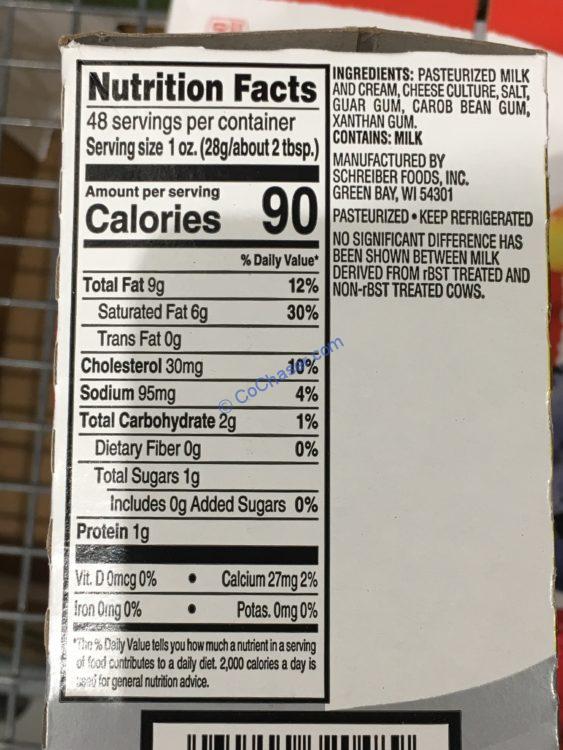 Nutrition Facts
48 servings per container
Serving size 1 oz. (28g/about 2 tbsp.)
Amount per serving
Calories 90
% Daily Value*
Total Fat 9g 12%
Saturated Fat 6g 30%
Trans Fat 0g
Cholesterol 30mg 10%
Sodium 95mg 4%
Total Carbohydrate 2g 1%
Dietary Fiber 0g 0%
Total Sugars 1g
Includes 0g Added Sugars 0%
Protein 1g
Vit. D 0mcg 0% • Calcium 27mg 2%
Iron 0mg 0% • Potas. 0mg 0%
*The % Daily Value tells you how much a nutrient in a serving
of food contributes to a daily diet. 2,000 calories a day is
used for general nutrition advice.
INGREDIENTS: PASTEURIZED MILK
AND CREAM, CHEESE CULTURE, SALT,
GUAR GUM, CAROB BEAN GUM,
XANTHAN GUM.
CONTAINS: MILK
MANUFACTURED BY
SCHREIBER FOODS, INC.
GREEN BAY, WI 54301
PASTEURIZED • KEEP REFRIGERATED
NO SIGNIFICANT DIFFERENCE HAS
BEEN SHOWN BETWEEN MILK
DERIVED FROM rBST TREATED AND
NON-rBST TREATED COWS.
© CoChaser.com